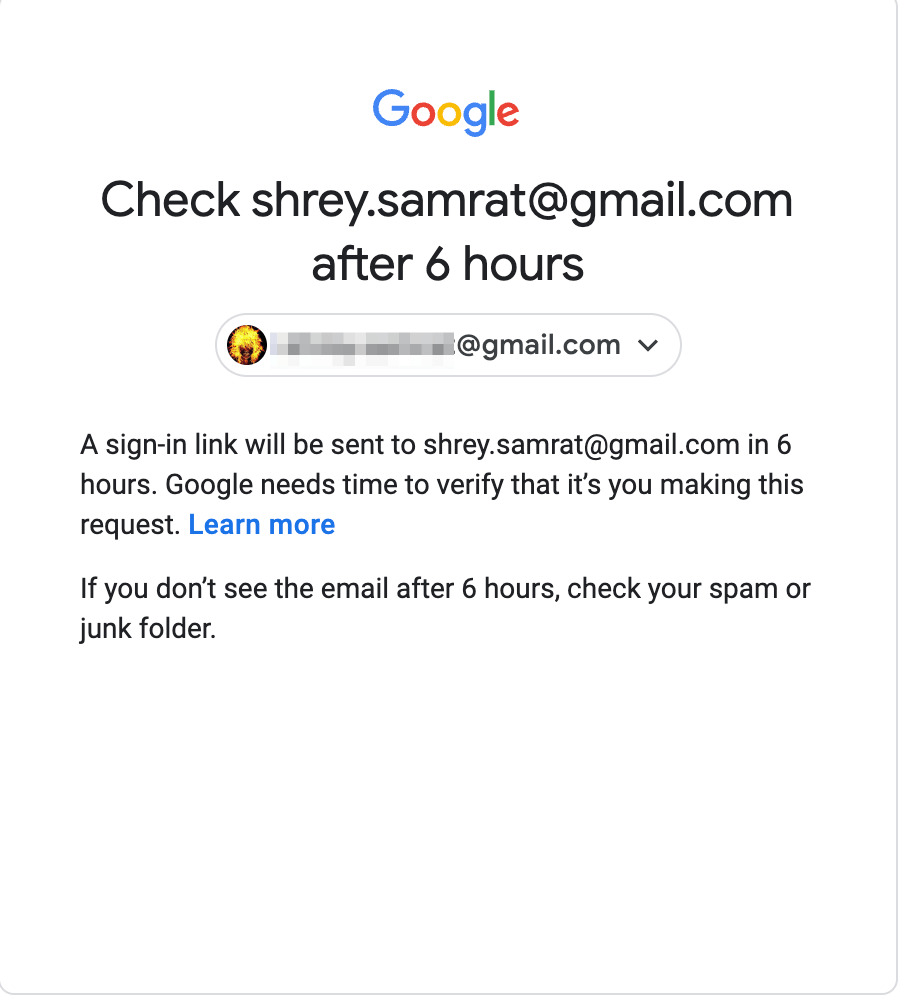 Google
Check shrey.samrat@gmail.com
after 6 hours
@gmail.com
A sign-in link will be sent to shrey.samrat@gmail.com in 6
hours. Google needs time to verify that it’s you making this
request. Learn more
If you don’t see the email after 6 hours, check your spam or
junk folder.